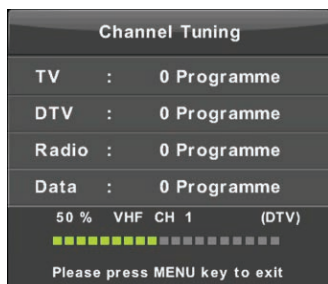 Channel Tuning
TV : 0 Programme
DTV : 0 Programme
Radio : 0 Programme
Data : 0 Programme
50 % VHF CH 1 (DTV)
Please press MENU key to exit